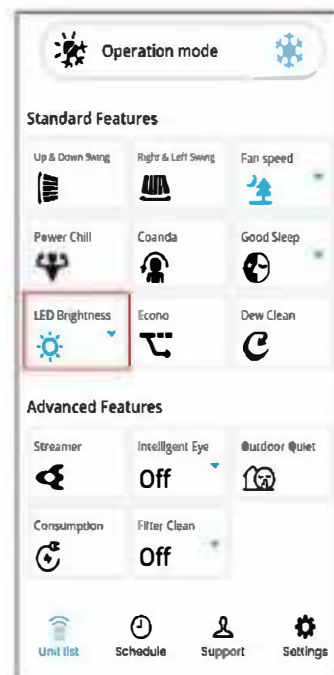 Operation mode
Standard Features
Up & Down Swing
Right & Left Swing
Fan speed
Power Chill
Coanda
Good Sleep
LED Brightness
Econo
Dew Clean
Advanced Features
Streamer
Intelligent Eye
Outdoor Quiet
Off
Consumption
Filter Clean
Off
Unit list
Schedule
Support
Settings